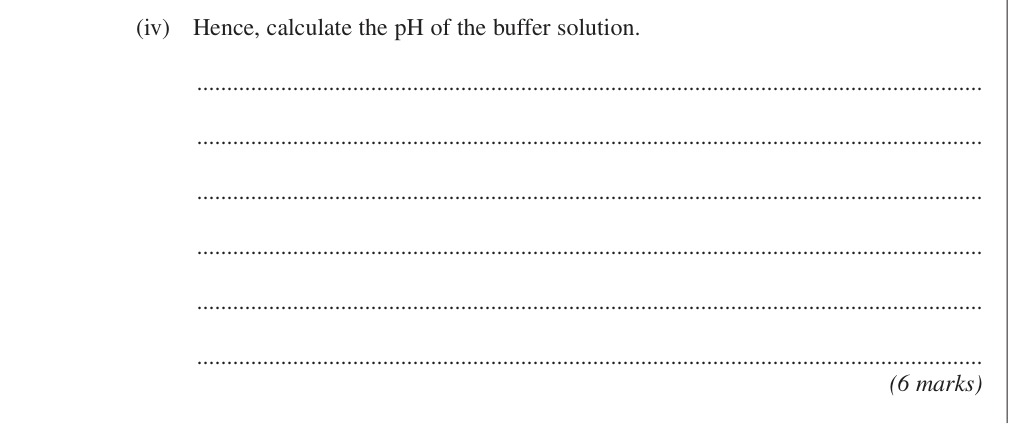 (iv) Hence, calculate the pH of the buffer solution.
(6 marks)